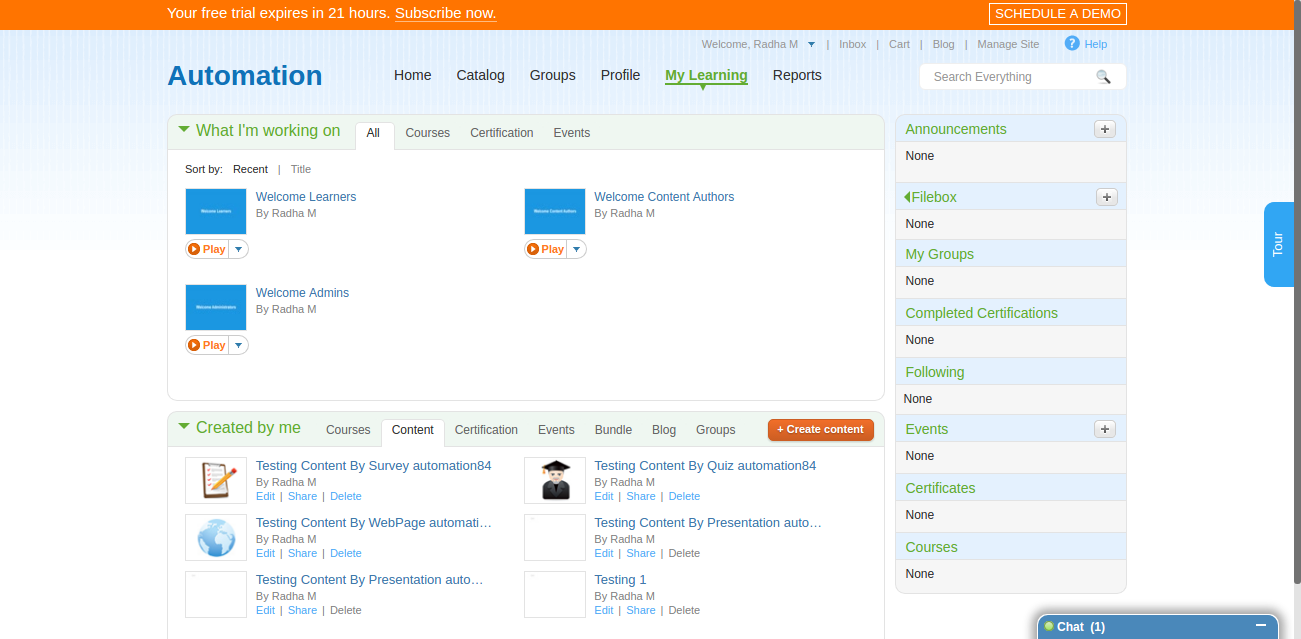 Your free trial expires in 21 hours. Subscribe now.
SCHEDULE A DEMO
Welcome, Radha M | Inbox | Cart | Blog | Manage Site ? Help
Automation
Home Catalog Groups Profile My Learning Reports
Search Everything
What I'm working on
All Courses Certification Events
Sort by: Recent | Title
Welcome Learners
Welcome Learners
By Radha M
Play
Welcome Content Authors
Welcome Content Authors
By Radha M
Play
Welcome Administrators
Welcome Admins
By Radha M
Play
Created by me
Courses Content Certification Events Bundle Blog Groups
+ Create content
Testing Content By Survey automation84
By Radha M
Edit | Share | Delete
Testing Content By Quiz automation84
By Radha M
Edit | Share | Delete
Testing Content By WebPage automati…
By Radha M
Edit | Share | Delete
Testing Content By Presentation auto…
By Radha M
Edit | Share | Delete
Testing Content By Presentation auto…
By Radha M
Edit | Share | Delete
Testing 1
By Radha M
Edit | Share | Delete
Announcements +
None
Filebox +
None
My Groups
None
Completed Certifications
None
Following
None
Events +
None
Certificates
None
Courses
None
Tour
Chat (1)